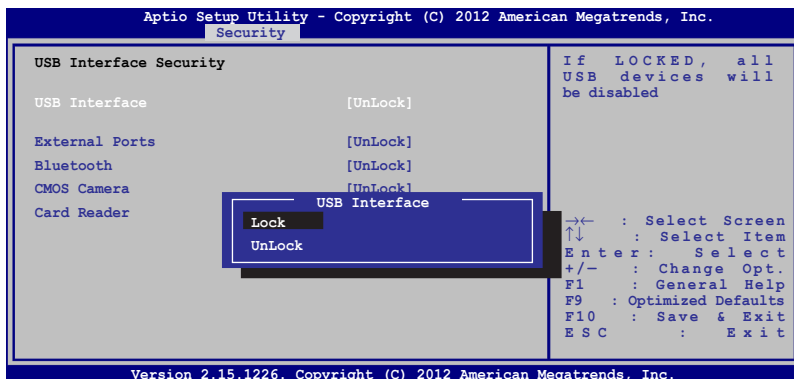 Aptio Setup Utility - Copyright (C) 2012 American Megatrends, Inc.
Security
USB Interface Security
USB Interface [UnLock]
External Ports [UnLock]
Bluetooth [UnLock]
CMOS Camera [UnLock]
Card Reader
USB Interface
Lock
UnLock
If LOCKED, all
USB devices will
be disabled
→← : Select Screen
↑↓ : Select Item
Enter: Select
+/— : Change Opt.
F1 : General Help
F9 : Optimized Defaults
F10 : Save & Exit
ESC : Exit
Version 2.15.1226. Copyright (C) 2012 American Megatrends, Inc.